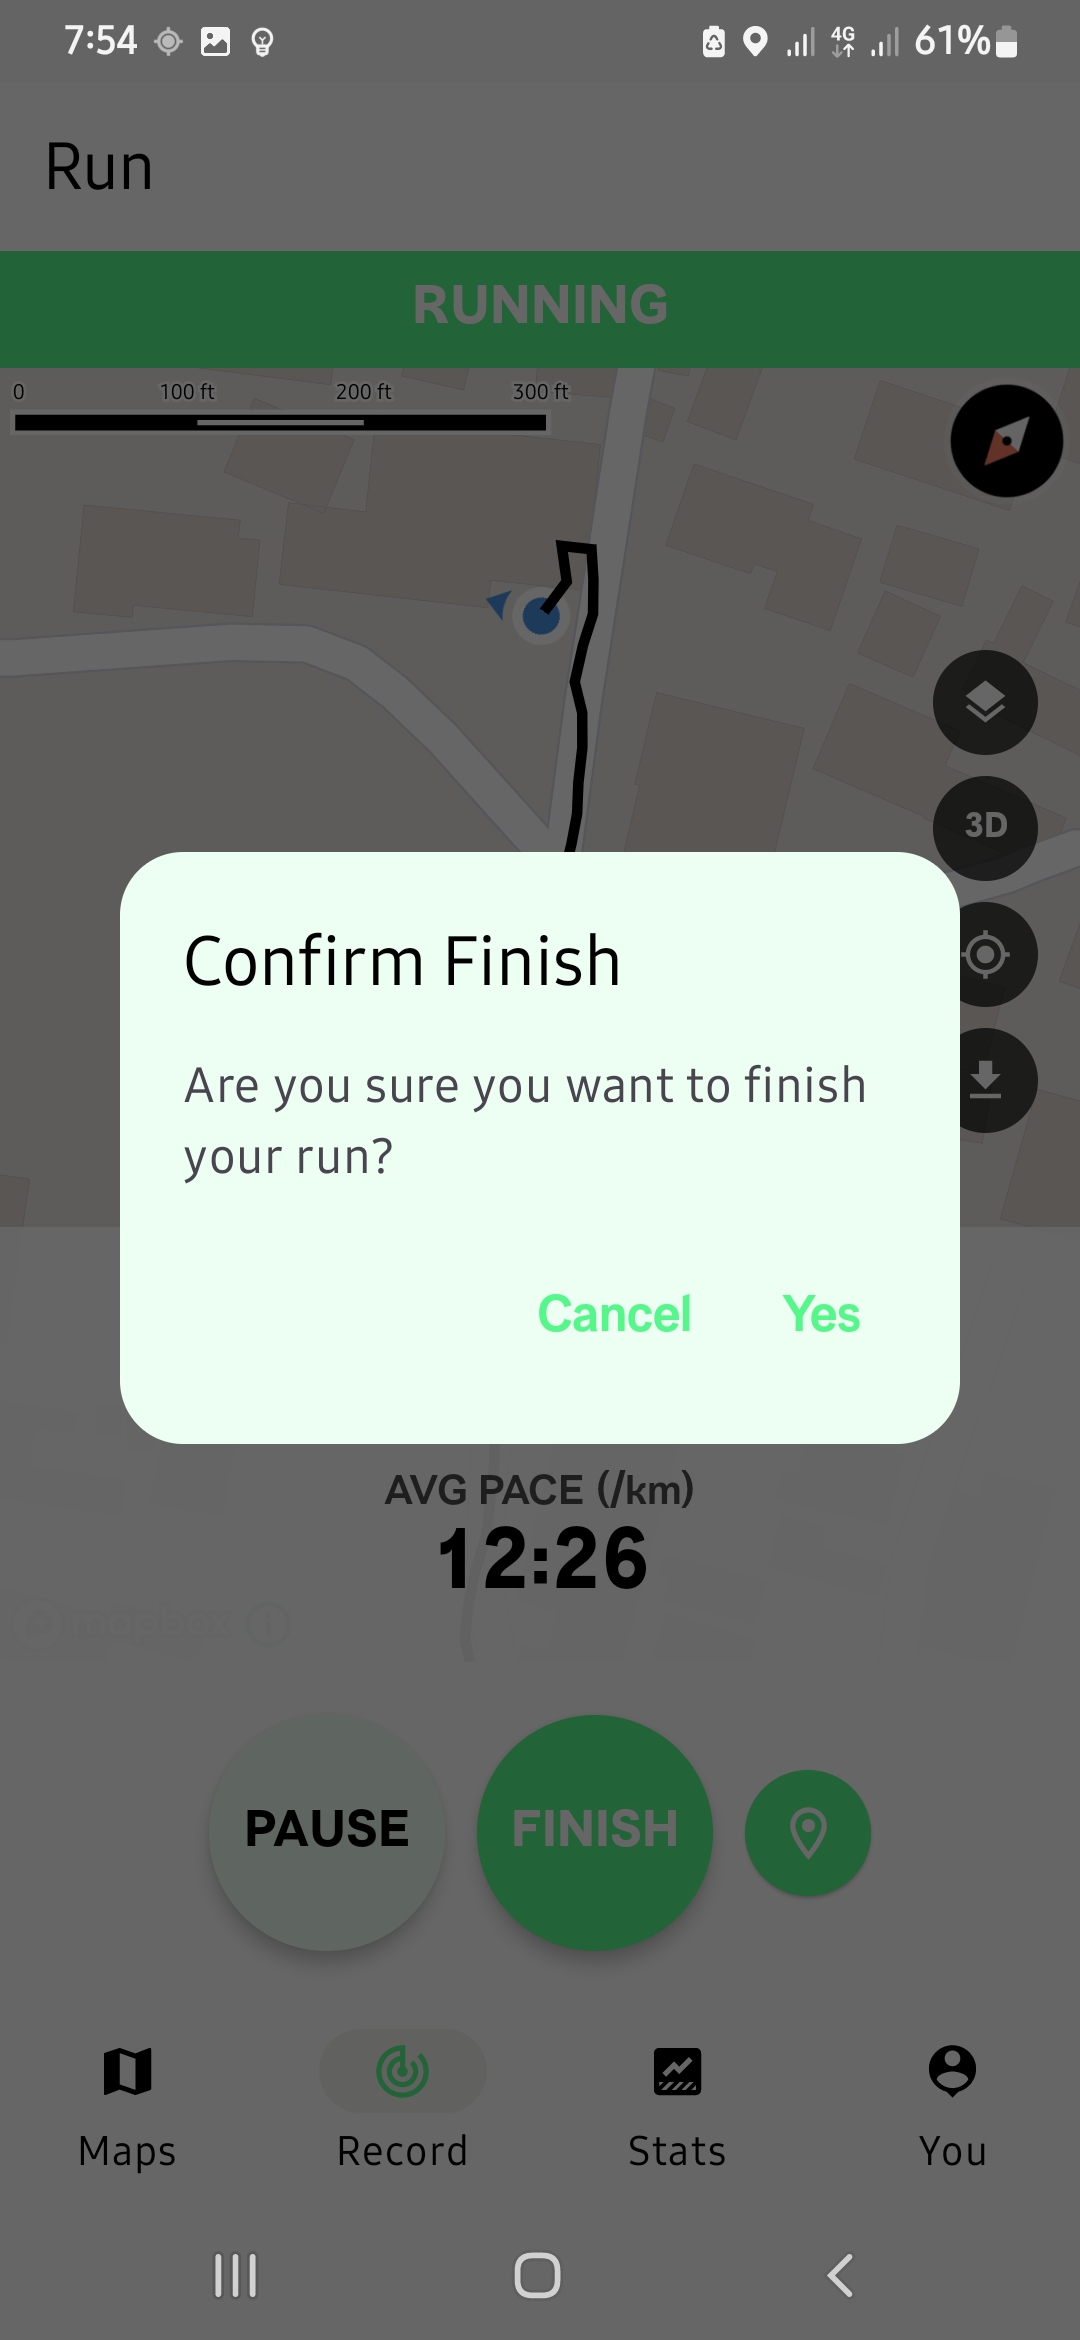 7:54
4G
61%
Run
RUNNING
0 100 ft 200 ft 300 ft
3D
Confirm Finish
Are you sure you want to finish
your run?
Cancel Yes
AVG PACE (/km)
12:26
mapbox
PAUSE FINISH
Maps Record Stats You